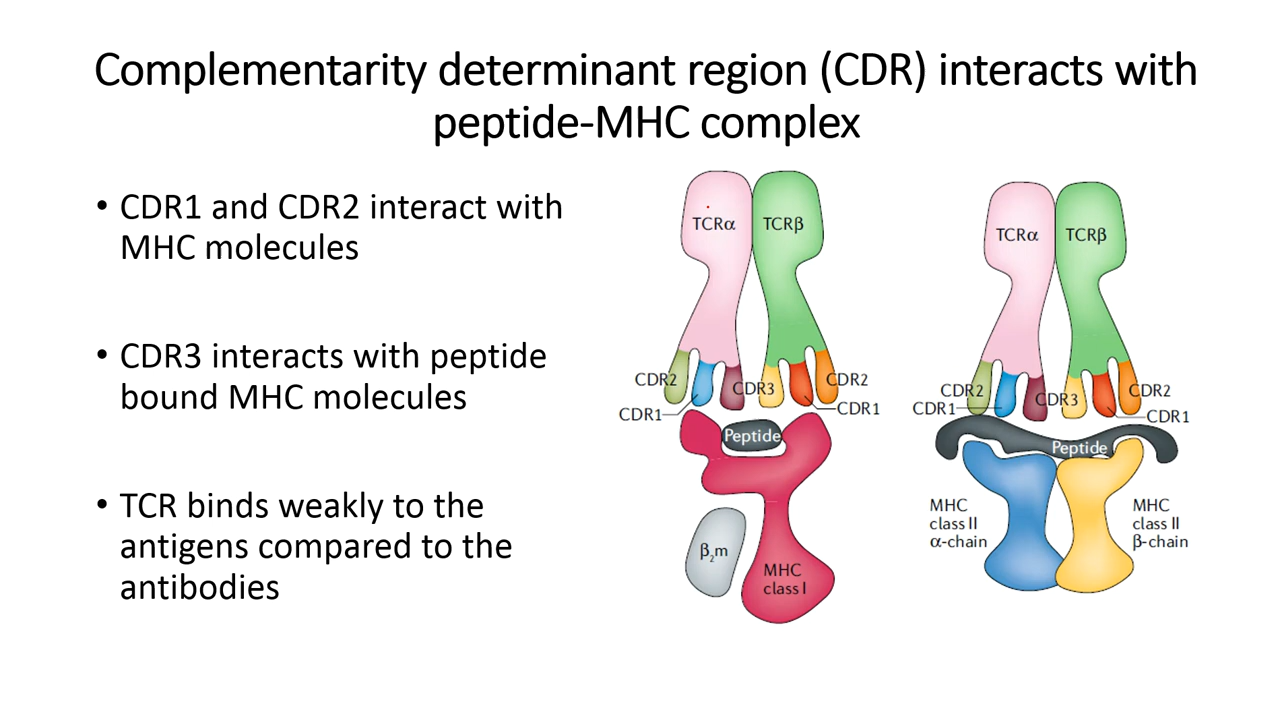 Complementarity determinant region (CDR) interacts with
peptide-MHC complex
• CDR1 and CDR2 interact with
MHC molecules
• CDR3 interacts with peptide
bound MHC molecules
• TCR binds weakly to the
antigens compared to the
antibodies
TCRα
TCRβ
CDR2
CDR1
CDR3
CDR2
CDR1
Peptide
β₂m
MHC
class I
TCRα
TCRβ
CDR2
CDR1
CDR3
CDR2
CDR1
Peptide
MHC
class II
α-chain
MHC
class II
β-chain